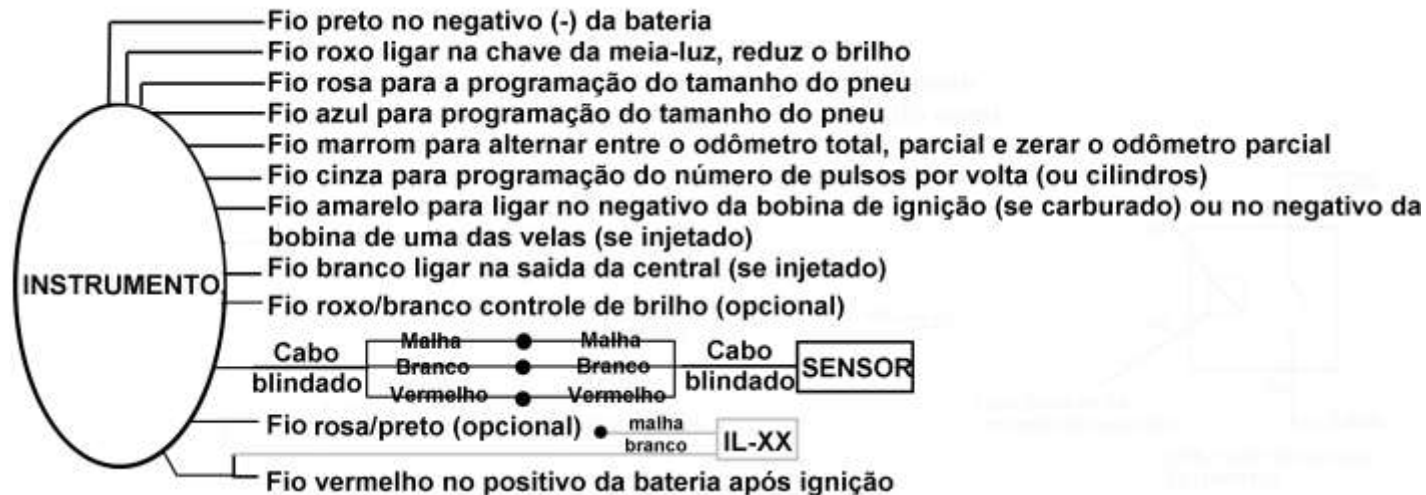 Fio preto no negativo (-) da bateria
Fio roxo ligar na chave da meia-luz, reduz o brilho
Fio rosa para a programação do tamanho do pneu
Fio azul para programação do tamanho do pneu
Fio marrom para alternar entre o odômetro total, parcial e zerar o odômetro parcial
Fio cinza para programação do número de pulsos por volta (ou cilindros)
Fio amarelo para ligar no negativo da bobina de ignição (se carburado) ou no negativo da
bobina de uma das velas (se injetado)
INSTRUMENTO
Fio branco ligar na saida da central (se injetado)
Fio roxo/branco controle de brilho (opcional)
Cabo blindado
Malha Malha
Branco Branco
Vermelho Vermelho
Cabo blindado
SENSOR
Fio rosa/preto (opcional)
malha
branco
IL-XX
Fio vermelho no positivo da bateria após ignição